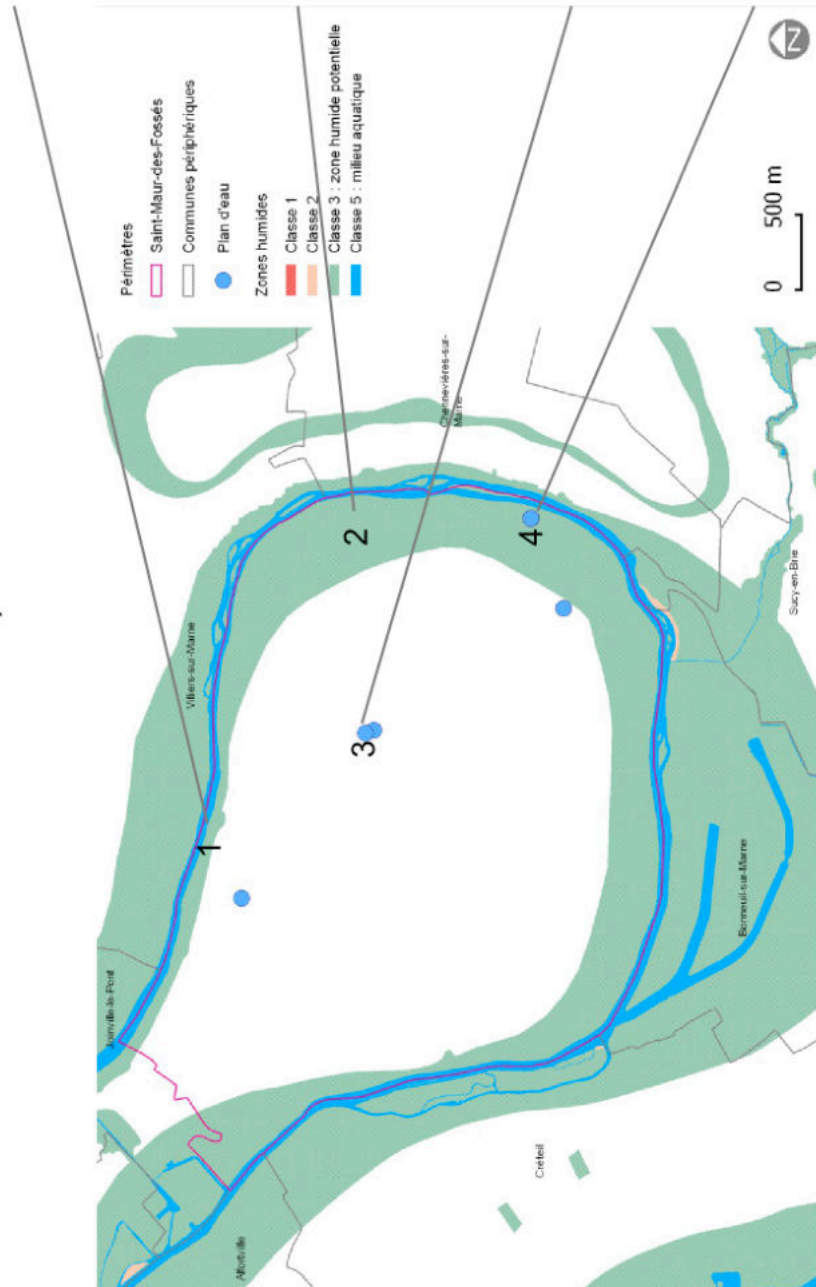 Périmètres
Saint-Maur-des-Fossés
Communes périphériques
Plan d'eau
Zones humides
Classe 1
Classe 2
Classe 3 : zone humide potentielle
Classe 5 : milieu aquatique
N
0 500 m
Joinville-le-Pont
Villiers-sur-Marne
Chennevières-sur-
Marne
Alfortville
Créteil
Bonneuil-sur-Marne
Sucy-en-Brie
1
2
3
4